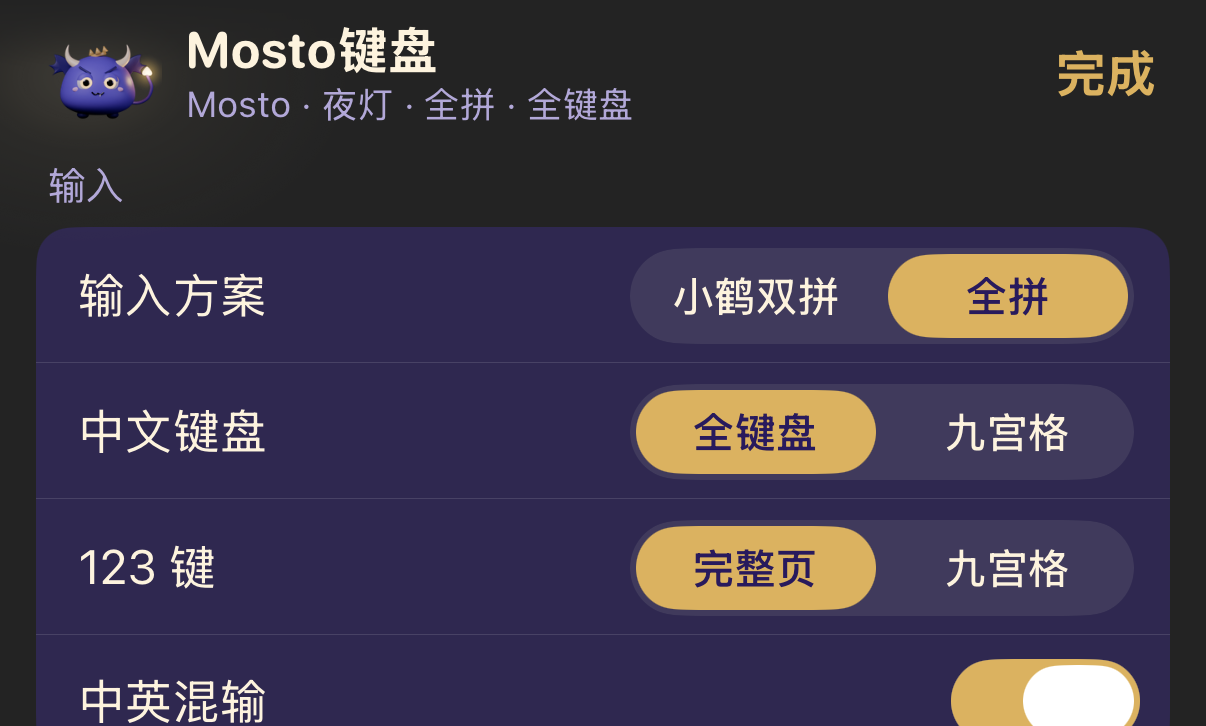 Mosto键盘
Mosto · 夜灯 · 全拼 · 全键盘
完成
输入
输入方案 小鹤双拼 全拼
中文键盘 全键盘 九宫格
123 键 完整页 九宫格
中英混输